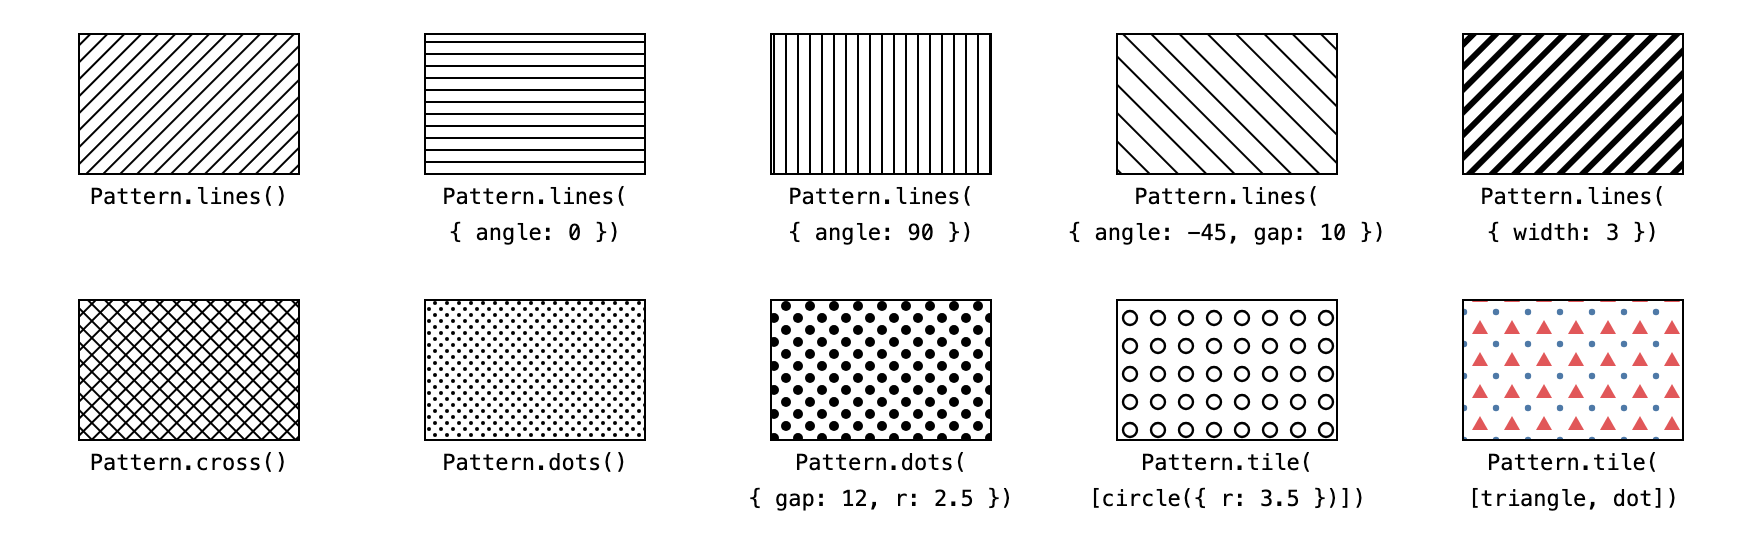 Pattern.lines()
Pattern.lines(
{ angle: 0 })
Pattern.lines(
{ angle: 90 })
Pattern.lines(
{ angle: −45, gap: 10 })
Pattern.lines(
{ width: 3 })
Pattern.cross()
Pattern.dots()
Pattern.dots(
{ gap: 12, r: 2.5 })
Pattern.tile(
[circle({ r: 3.5 })])
Pattern.tile(
[triangle, dot])